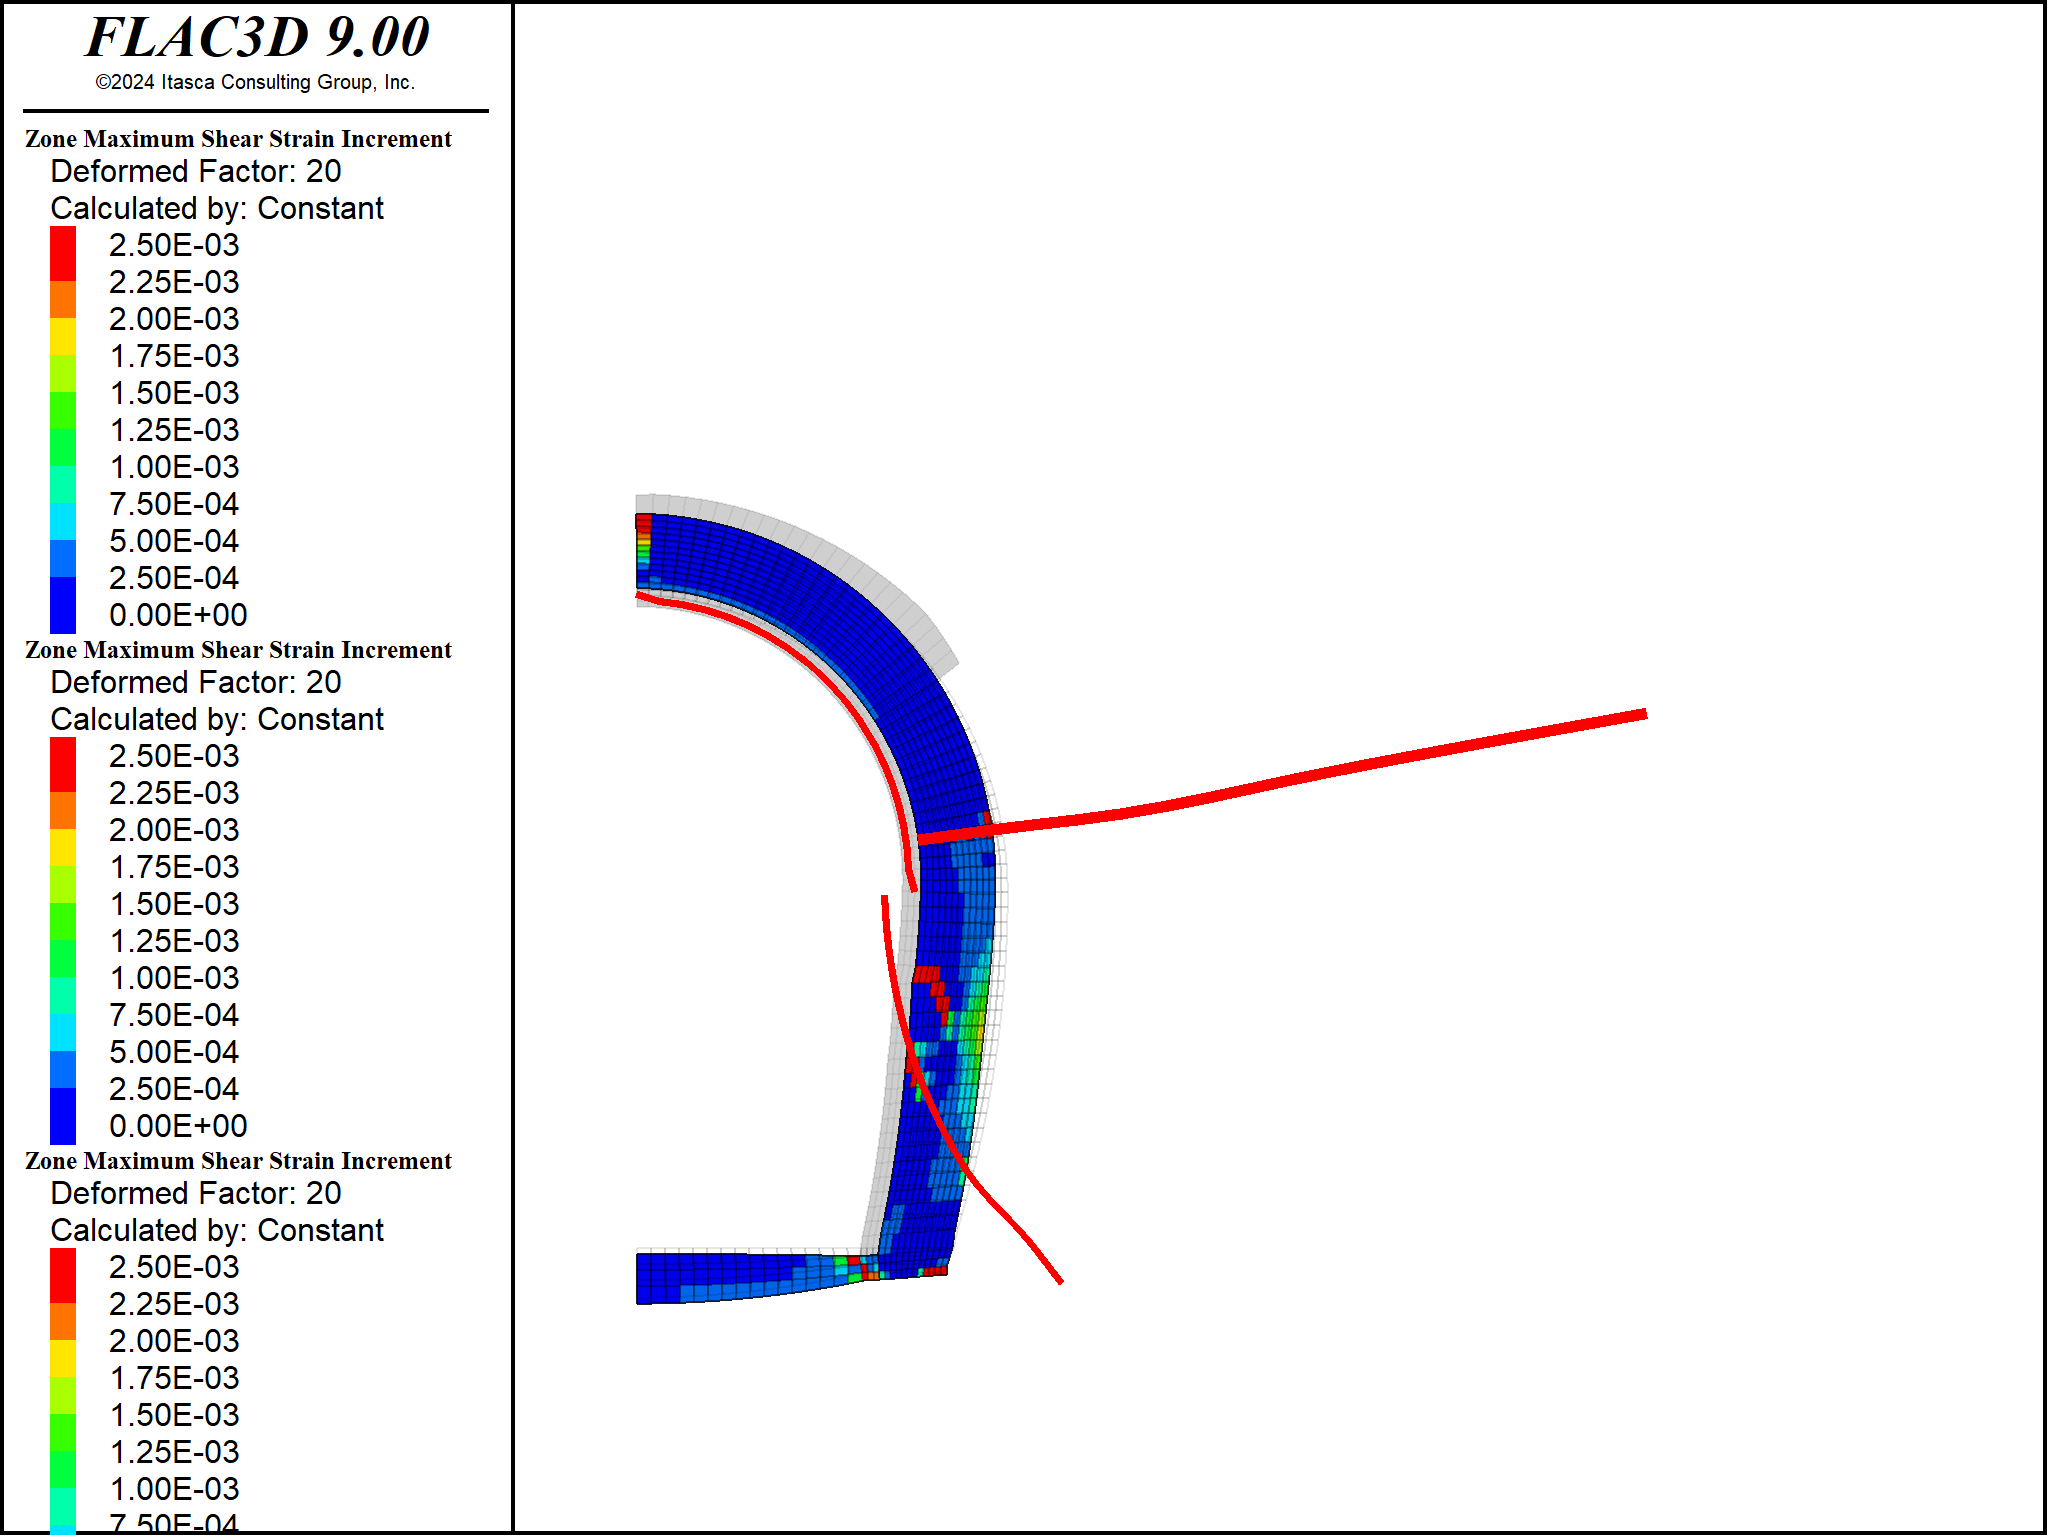 FLAC3D 9.00
©2024 Itasca Consulting Group, Inc.
Zone Maximum Shear Strain Increment
Deformed Factor: 20
Calculated by: Constant
2.50E-03
2.25E-03
2.00E-03
1.75E-03
1.50E-03
1.25E-03
1.00E-03
7.50E-04
5.00E-04
2.50E-04
0.00E+00
Zone Maximum Shear Strain Increment
Deformed Factor: 20
Calculated by: Constant
2.50E-03
2.25E-03
2.00E-03
1.75E-03
1.50E-03
1.25E-03
1.00E-03
7.50E-04
5.00E-04
2.50E-04
0.00E+00
Zone Maximum Shear Strain Increment
Deformed Factor: 20
Calculated by: Constant
2.50E-03
2.25E-03
2.00E-03
1.75E-03
1.50E-03
1.25E-03
1.00E-03
7.50E-04